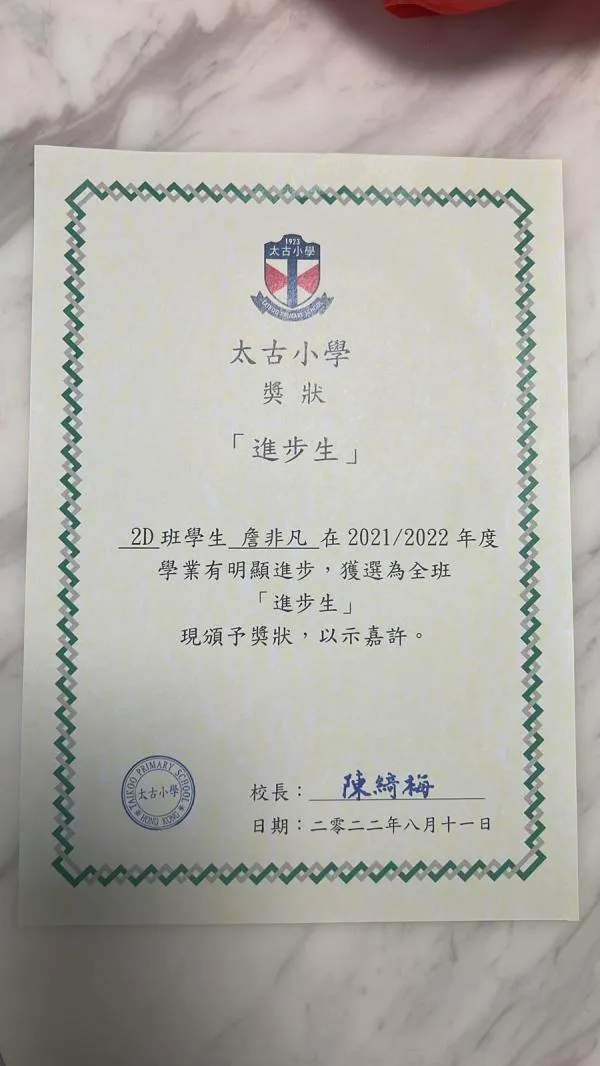 1923
太古小學
TAIKOO PRIMARY SCHOOL
太古小學
獎狀
「進步生」
2D 班學生 詹非凡 在 2021/2022 年度
學業有明顯進步，獲選為全班
「進步生」
現頒予獎狀，以示嘉許。
TAIKOO PRIMARY SCHOOL
太古小學
HONG KONG
校長：陳綺梅
日期：二零二二年八月十一日